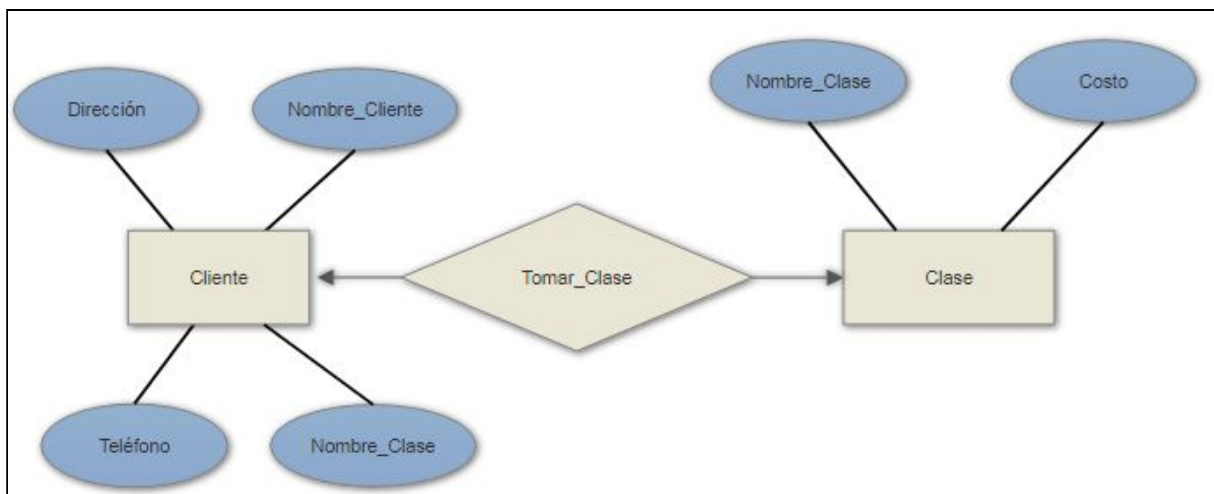 Dirección
Nombre_Cliente
Nombre_Clase
Costo
Cliente
Tomar_Clase
Clase
Teléfono
Nombre_Clase